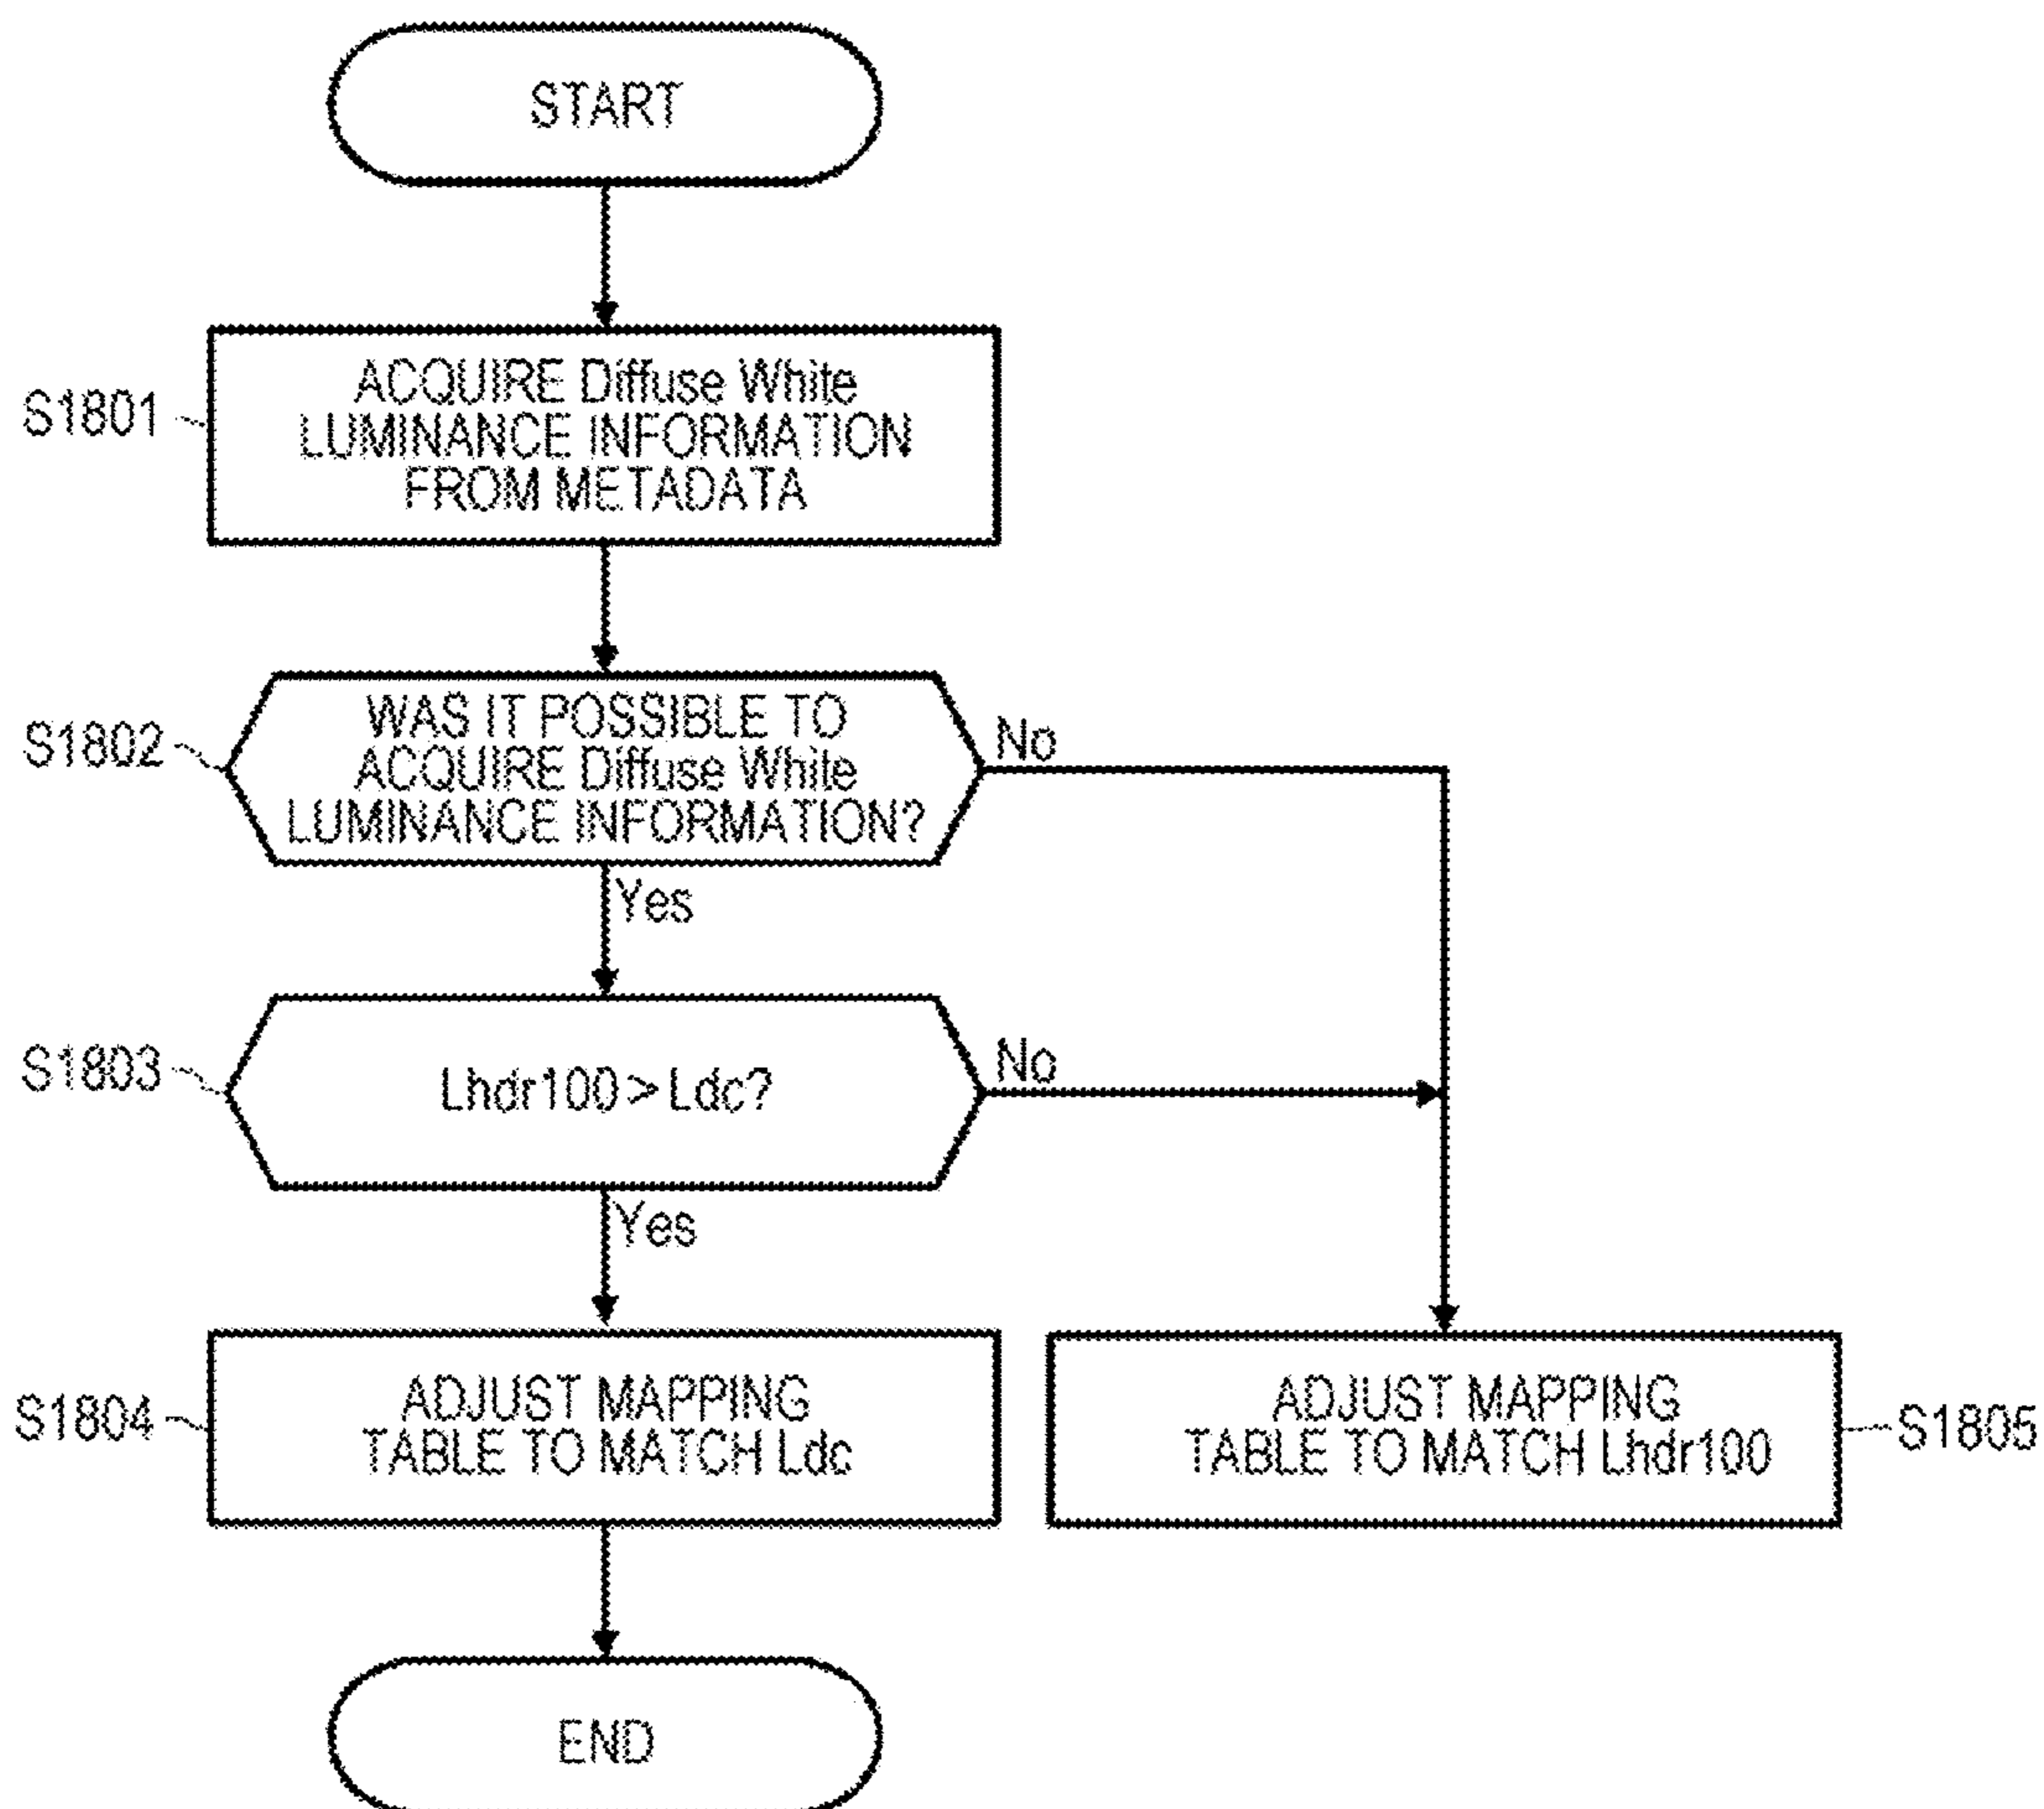 START
S1801
ACQUIRE Diffuse White
LUMINANCE INFORMATION
FROM METADATA
S1802
WAS IT POSSIBLE TO
ACQUIRE Diffuse White
LUMINANCE INFORMATION?
No
Yes
S1803
Lhdr100 > Ldc?
No
Yes
S1804
ADJUST MAPPING
TABLE TO MATCH Ldc
ADJUST MAPPING
TABLE TO MATCH Lhdr100
S1805
END